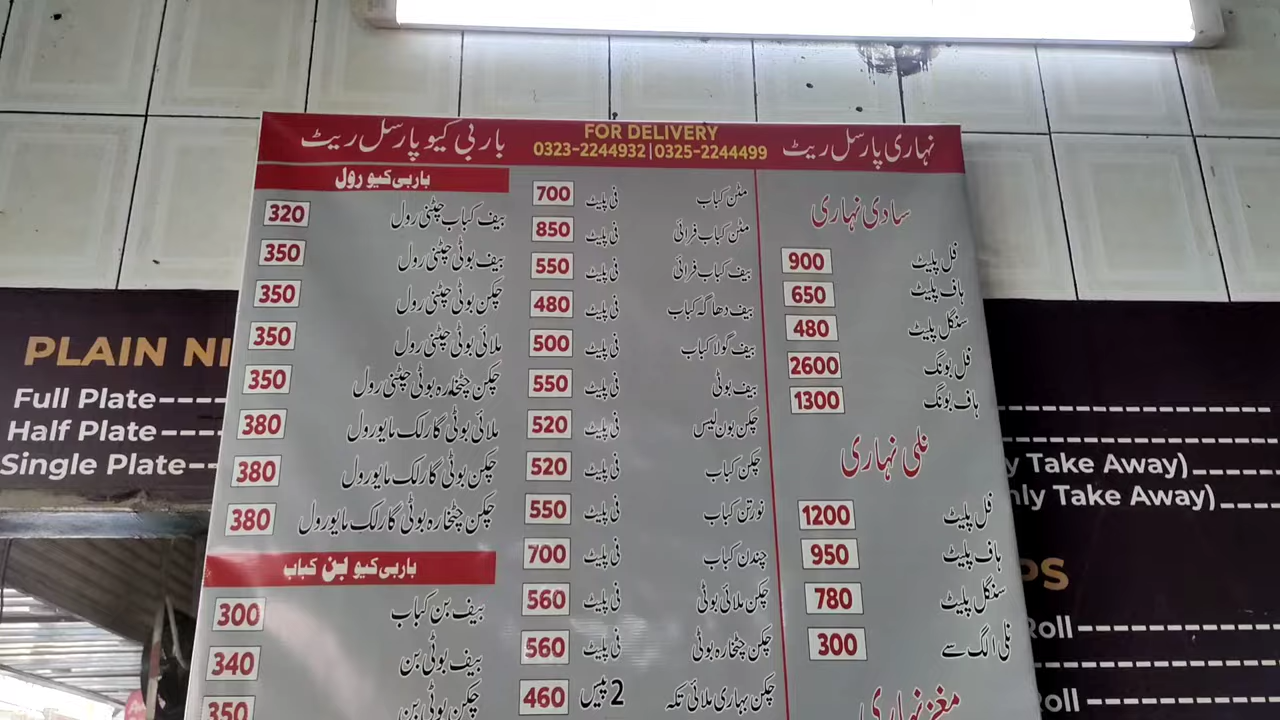 نہاری پارسل ریٹ
FOR DELIVERY
0323-2244932|0325-2244499
باربی کیو پارسل ریٹ
سادی نہاری
فل پلیٹ 900
ہاف پلیٹ 650
سنگل پلیٹ 480
فل بونگ 2600
ہاف بونگ 1300
نلی نہاری
فل پلیٹ 1200
ہاف پلیٹ 950
سنگل پلیٹ 780
نلی الگ سے 300
مغز نہاری
مٹن کباب فی پلیٹ 700
مٹن کباب فرائی فی پلیٹ 850
بیف کباب فرائی فی پلیٹ 550
بیف دھاگہ کباب فی پلیٹ 480
بیف گولا کباب فی پلیٹ 500
بیف بوٹی فی پلیٹ 550
چکن بون لیس فی پلیٹ 520
چکن کباب فی پلیٹ 520
نورتن کباب فی پلیٹ 550
چندن کباب فی پلیٹ 700
چکن ملائی بوٹی فی پلیٹ 560
چکن چٹخارہ بوٹی فی پلیٹ 560
چکن بہاری ملائی تکہ 2 پیس 460
باربی کیو رول
بیف کباب چٹنی رول 320
بیف بوٹی چٹنی رول 350
چکن بوٹی چٹنی رول 350
ملائی بوٹی چٹنی رول 350
چکن چٹخارہ بوٹی چٹنی رول 350
ملائی بوٹی گارلک مایو رول 380
چکن بوٹی گارلک مایو رول 380
چکن چٹخارہ بوٹی گارلک مایو رول 380
باربی کیو بن کباب
بیف بن کباب 300
بیف بوٹی بن 340
چکن بوٹی بن 350
PLAIN NI
Full Plate----
Half Plate----
Single Plate--
y Take Away)
nly Take Away)
PS
Roll
Roll